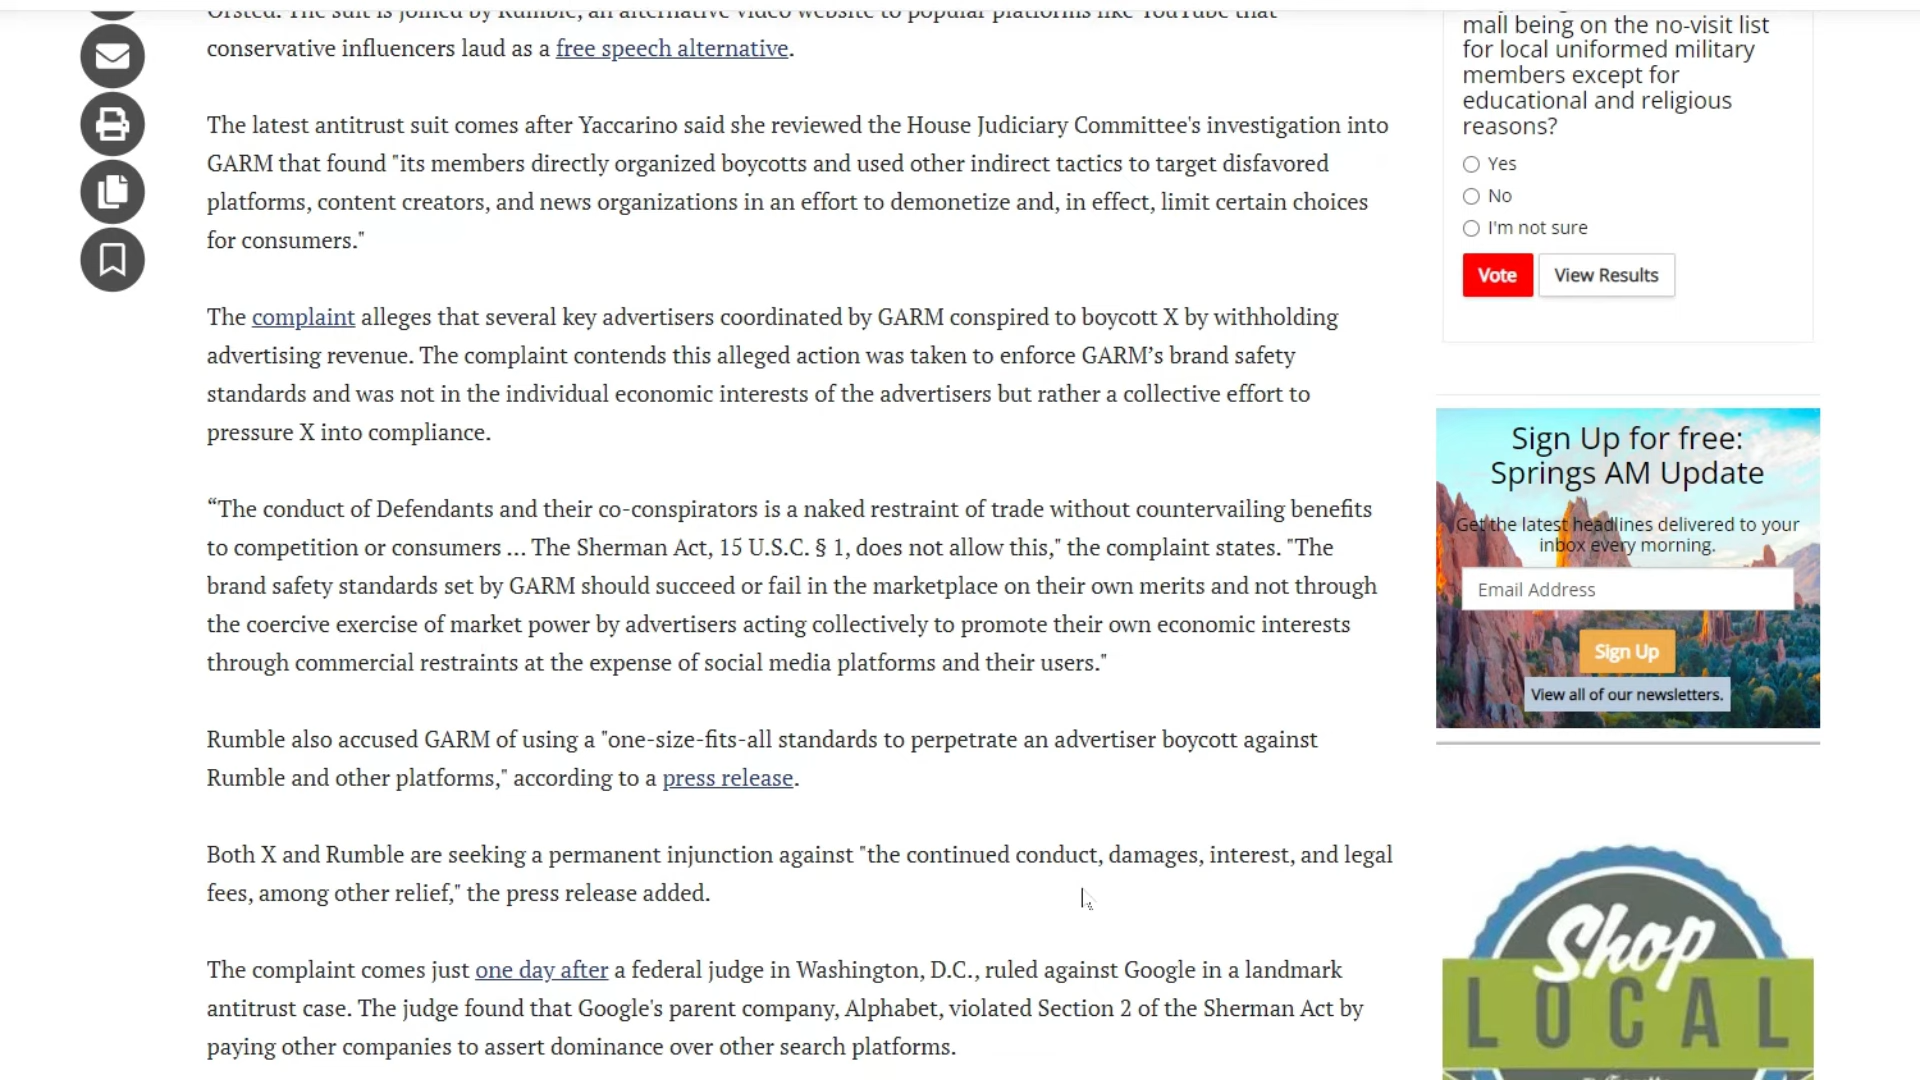 Orsted. The suit is joined by Rumble, an alternative video website to popular platforms like YouTube that
conservative influencers laud as a free speech alternative.
The latest antitrust suit comes after Yaccarino said she reviewed the House Judiciary Committee's investigation into
GARM that found "its members directly organized boycotts and used other indirect tactics to target disfavored
platforms, content creators, and news organizations in an effort to demonetize and, in effect, limit certain choices
for consumers."
The complaint alleges that several key advertisers coordinated by GARM conspired to boycott X by withholding
advertising revenue. The complaint contends this alleged action was taken to enforce GARM’s brand safety
standards and was not in the individual economic interests of the advertisers but rather a collective effort to
pressure X into compliance.
“The conduct of Defendants and their co-conspirators is a naked restraint of trade without countervailing benefits
to competition or consumers ... The Sherman Act, 15 U.S.C. § 1, does not allow this," the complaint states. "The
brand safety standards set by GARM should succeed or fail in the marketplace on their own merits and not through
the coercive exercise of market power by advertisers acting collectively to promote their own economic interests
through commercial restraints at the expense of social media platforms and their users."
Rumble also accused GARM of using a "one-size-fits-all standards to perpetrate an advertiser boycott against
Rumble and other platforms," according to a press release.
Both X and Rumble are seeking a permanent injunction against "the continued conduct, damages, interest, and legal
fees, among other relief," the press release added.
The complaint comes just one day after a federal judge in Washington, D.C., ruled against Google in a landmark
antitrust case. The judge found that Google's parent company, Alphabet, violated Section 2 of the Sherman Act by
paying other companies to assert dominance over other search platforms.
mall being on the no-visit list
for local uniformed military
members except for
educational and religious
reasons?
Yes
No
I'm not sure
Vote
View Results
Sign Up for free:
Springs AM Update
Get the latest headlines delivered to your
inbox every morning.
Email Address
Sign Up
View all of our newsletters.
Shop
LOCAL